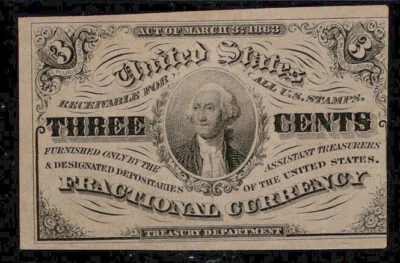 ACT OF MARCH 3. 1863
3 3
United States
RECEIVABLE FOR ALL U.S. STAMPS.
THREE CENTS
FURNISHED ONLY BY THE ASSISTANT TREASURERS
& DESIGNATED DEPOSITARIES OF THE UNITED STATES.
FRACTIONAL CURRENCY
TREASURY DEPARTMENT